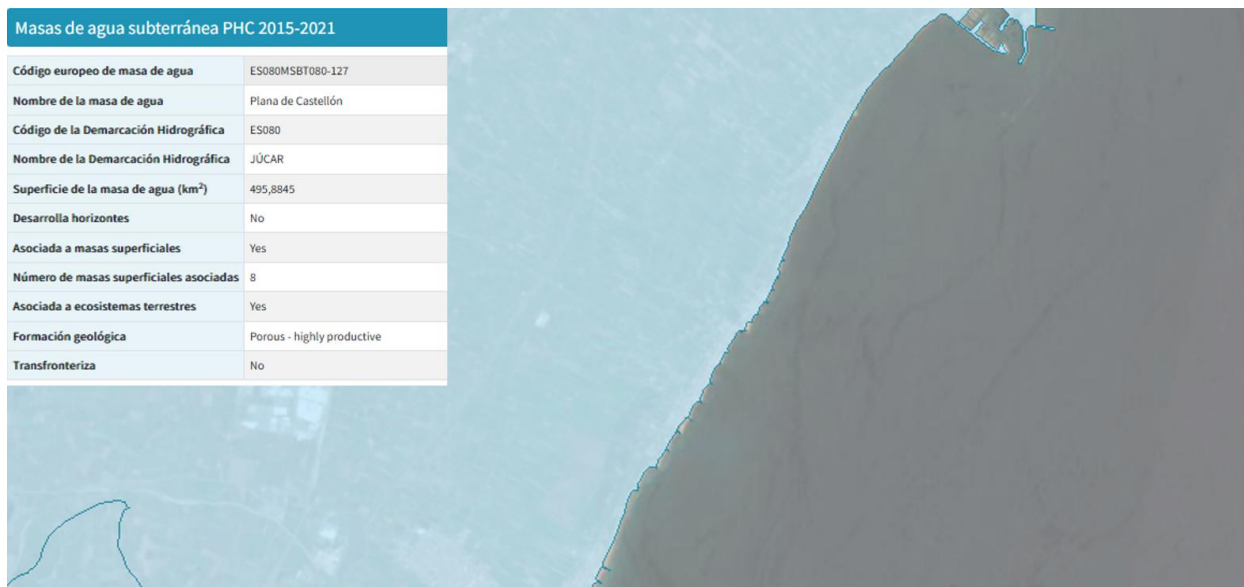 Masas de agua subterránea PHC 2015-2021
Código europeo de masa de agua ES080MSBT080-127
Nombre de la masa de agua Plana de Castellón
Código de la Demarcación Hidrográfica ES080
Nombre de la Demarcación Hidrográfica JÚCAR
Superficie de la masa de agua (km²) 495,8845
Desarrolla horizontes No
Asociada a masas superficiales Yes
Número de masas superficiales asociadas 8
Asociada a ecosistemas terrestres Yes
Formación geológica Porous - highly productive
Transfronteriza No